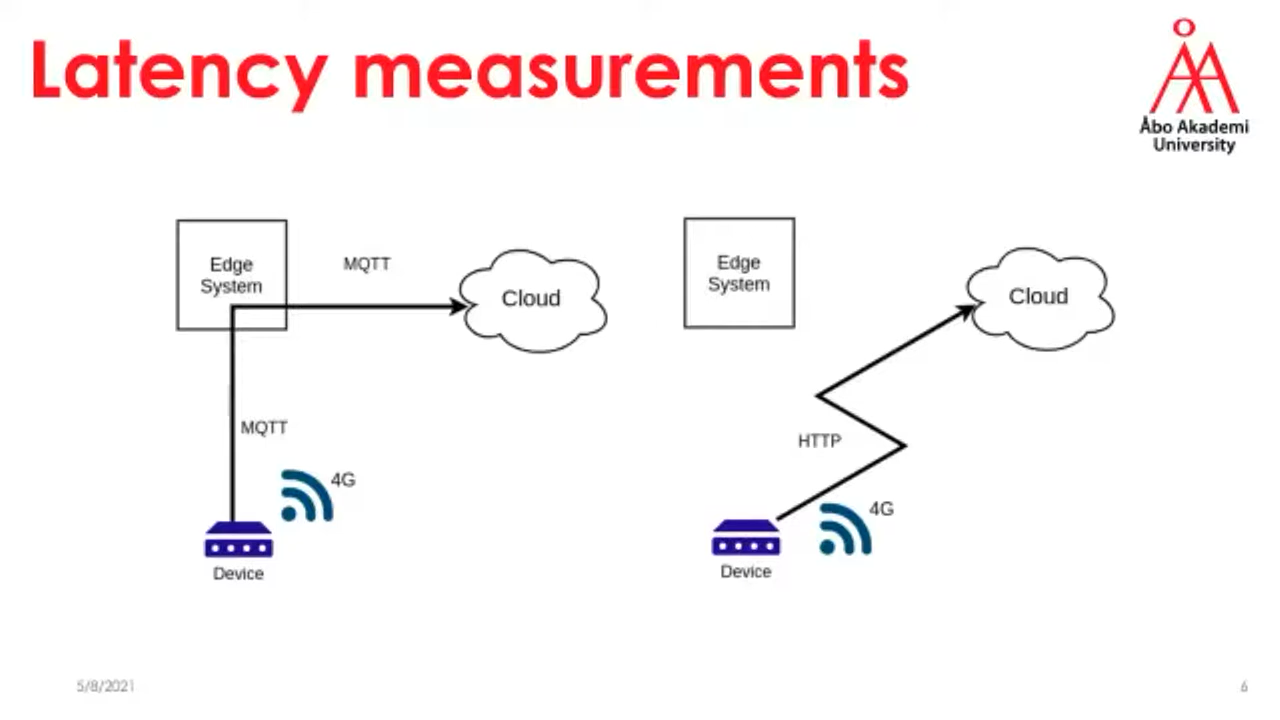 Latency measurements
Åbo Akademi
University
Edge
System
MQTT
Cloud
MQTT
4G
Device
Edge
System
Cloud
HTTP
4G
Device
5/8/2021
6